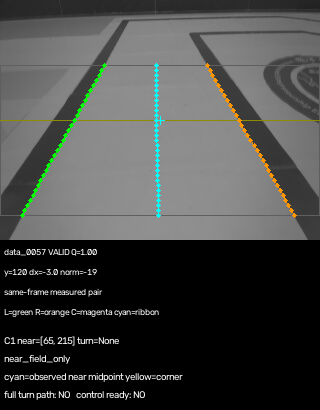 data_0057 VALID Q=1.00
y=120 dx=-3.0 norm=-19
same-frame measured pair
L=green R=orange C=magenta cyan=ribbon
C1 near=[65, 215] turn=None
near_field_only
cyan=observed near midpoint yellow=corner
full turn path: NO control ready: NO